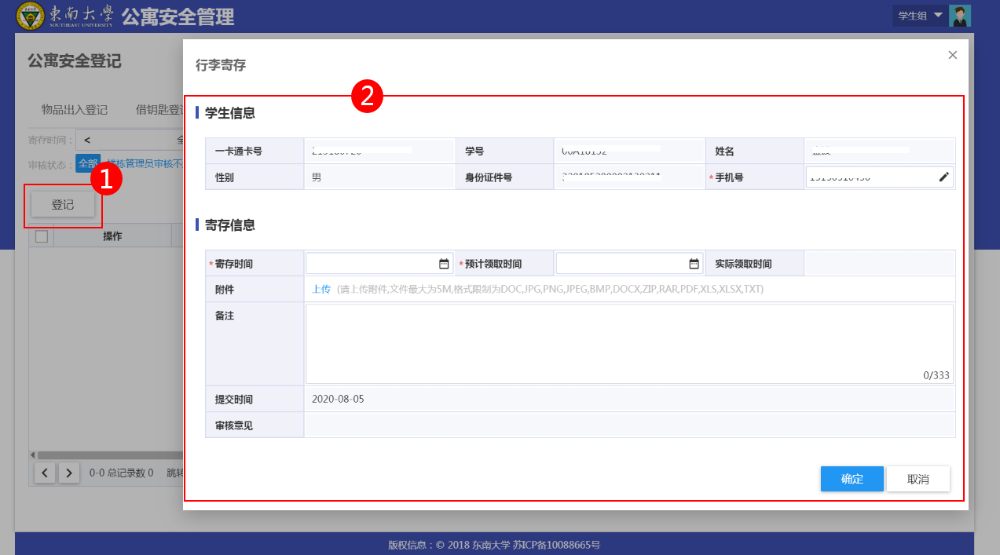 东南大学 公寓安全管理
SOUTHEAST UNIVERSITY
学生组
公寓安全登记
物品出入登记 借钥匙登
寄存时间： <
审核状态： 全部 楼栋管理员审核不
1
登记
操作
0-0 总记录数 0 跳转
行李寄存
2
学生信息
一卡通卡号 学号 姓名
性别 男 身份证件号 *手机号
寄存信息
*寄存时间 *预计领取时间 实际领取时间
附件 上传 (请上传附件,文件最大为5M,格式限制为DOC,JPG,PNG,JPEG,BMP,DOCX,ZIP,RAR,PDF,XLS,XLSX,TXT)
备注
0/333
提交时间 2020-08-05
审核意见
确定 取消
版权信息：© 2018 东南大学 苏ICP备10088665号